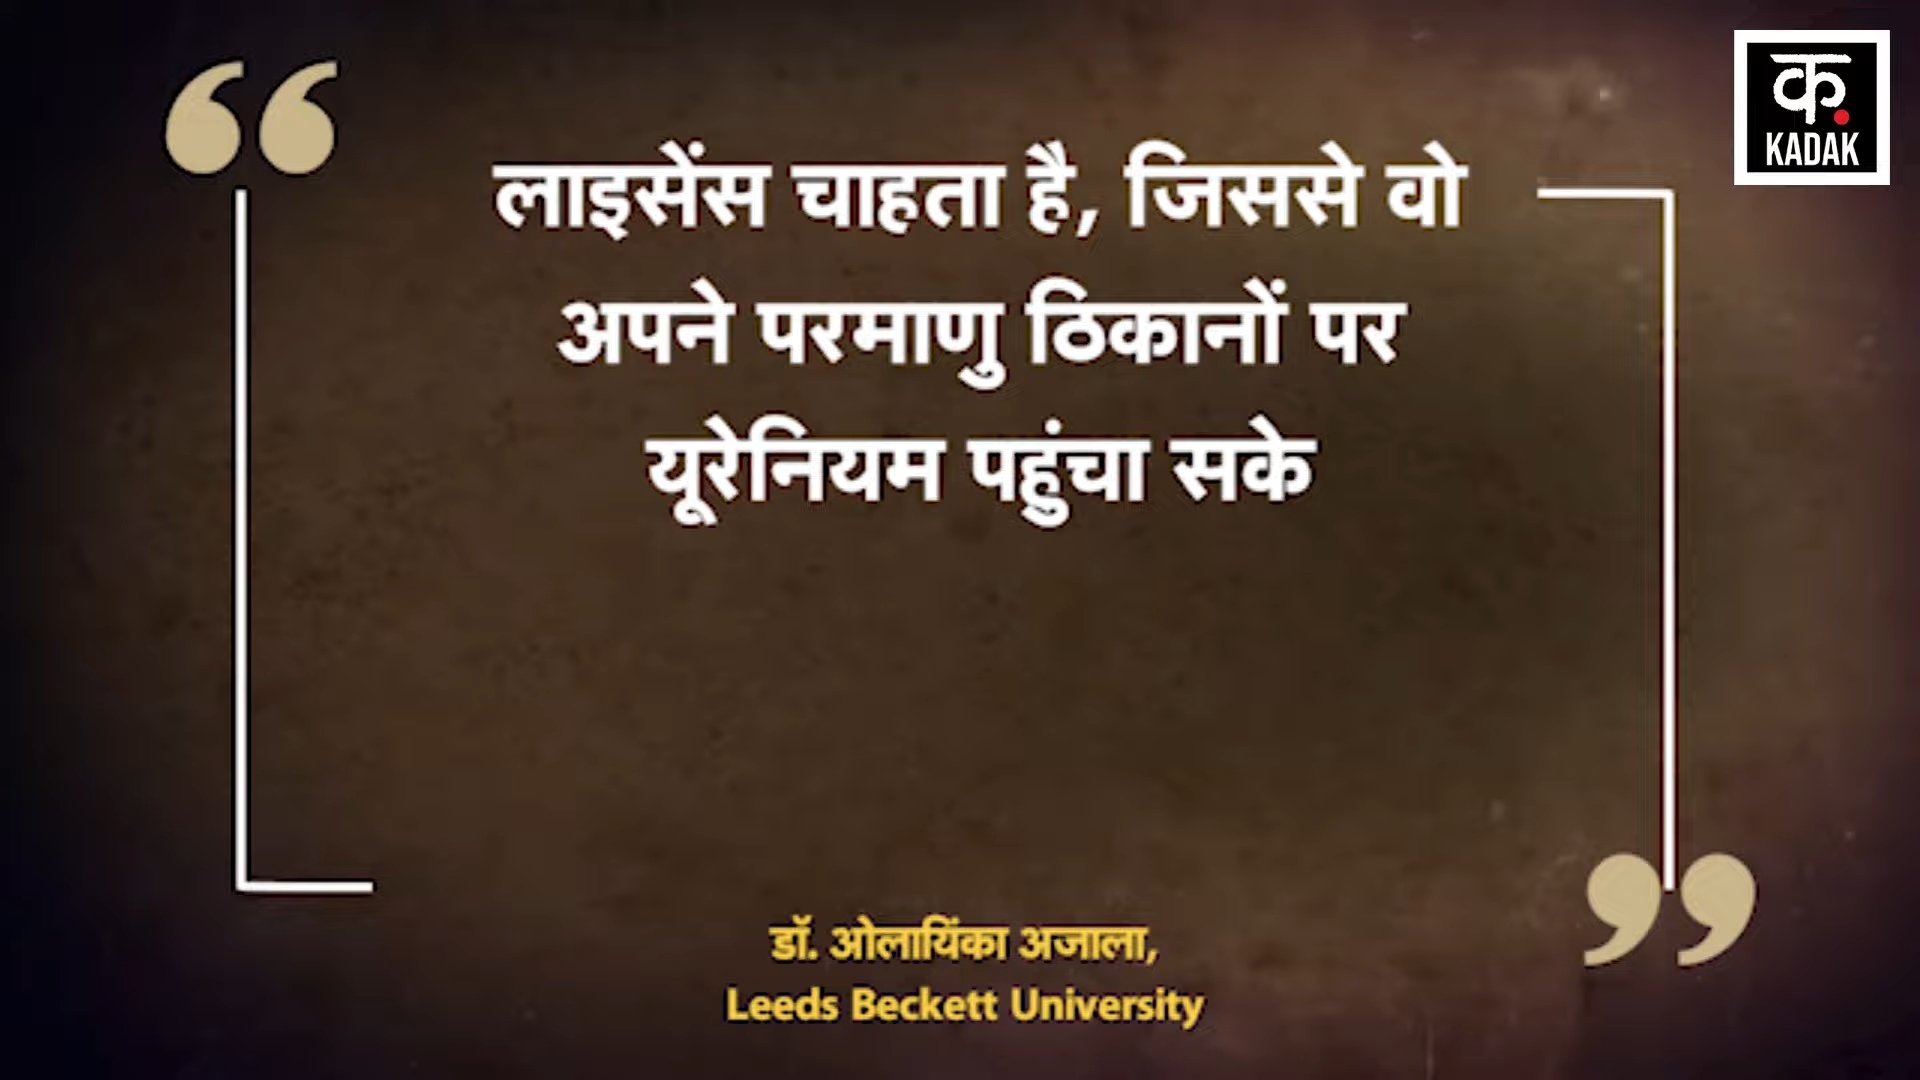 क.
KADAK
लाइसेंस चाहता है, जिससे वो
अपने परमाणु ठिकानों पर
यूरेनियम पहुंचा सके
डॉ. ओलायिंका अजाला,
Leeds Beckett University